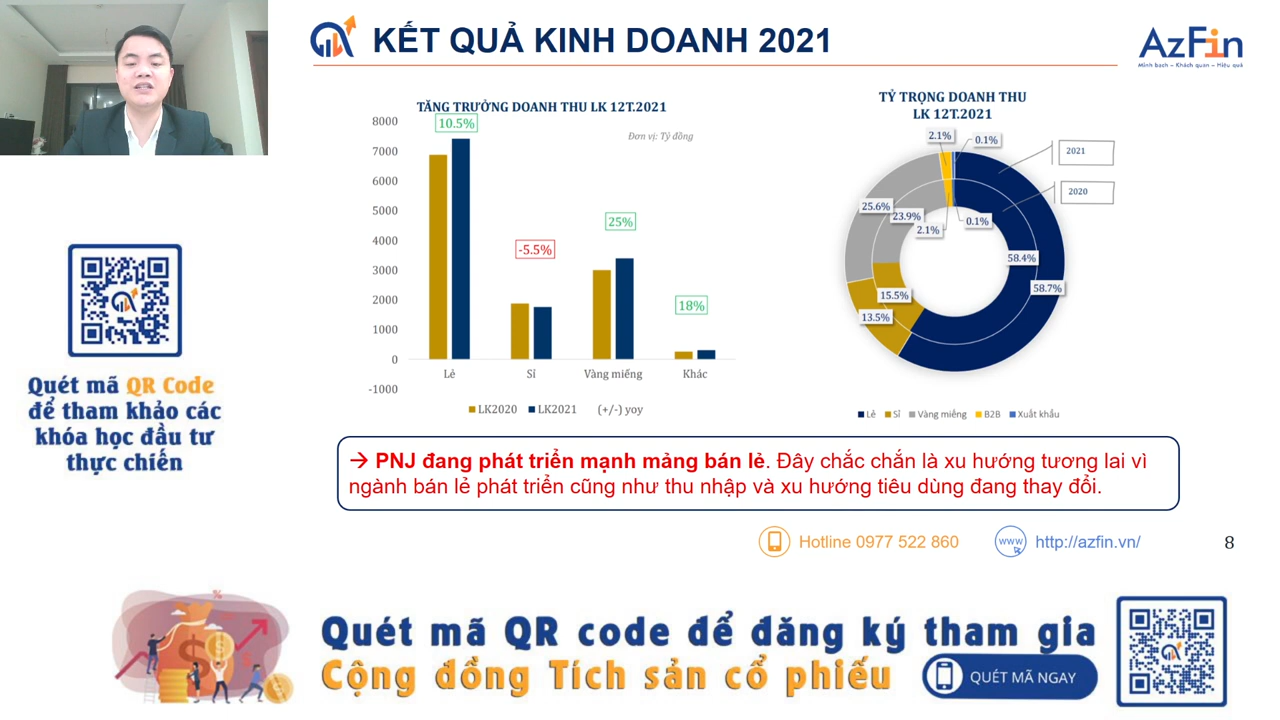 KẾT QUẢ KINH DOANH 2021
AzFin
Minh bạch – Khách quan – Hiệu quả
TĂNG TRƯỞNG DOANH THU LK 12T.2021
Đơn vị: Tỷ đồng
8000
7000
6000
5000
4000
3000
2000
1000
0
-1000
10.5%
-5.5%
25%
18%
Lẻ
Sỉ
Vàng miếng
Khác
LK2020
LK2021
(+/-) yoy
TỶ TRỌNG DOANH THU
LK 12T.2021
2.1%
0.1%
2021
2020
25.6%
23.9%
2.1%
0.1%
58.4%
58.7%
15.5%
13.5%
Lẻ
Sỉ
Vàng miếng
B2B
Xuất khẩu
Quét mã QR Code
để tham khảo các
khóa học đầu tư
thực chiến
→ PNJ đang phát triển mạnh mảng bán lẻ. Đây chắc chắn là xu hướng tương lai vì
ngành bán lẻ phát triển cũng như thu nhập và xu hướng tiêu dùng đang thay đổi.
Hotline 0977 522 860
www
http://azfin.vn/
8
Quét mã QR code để đăng ký tham gia
Cộng đồng Tích sản cổ phiếu
QUÉT MÃ NGAY